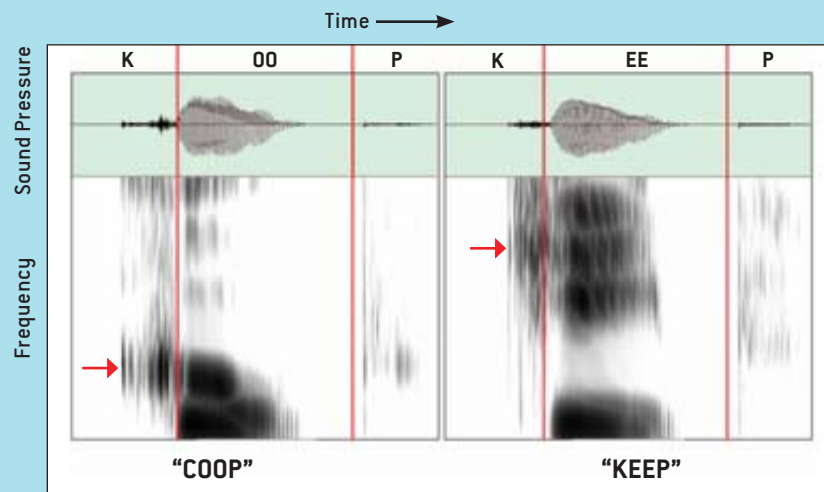 Time
K OO P K EE P
Sound Pressure
Frequency
“COOP” “KEEP”